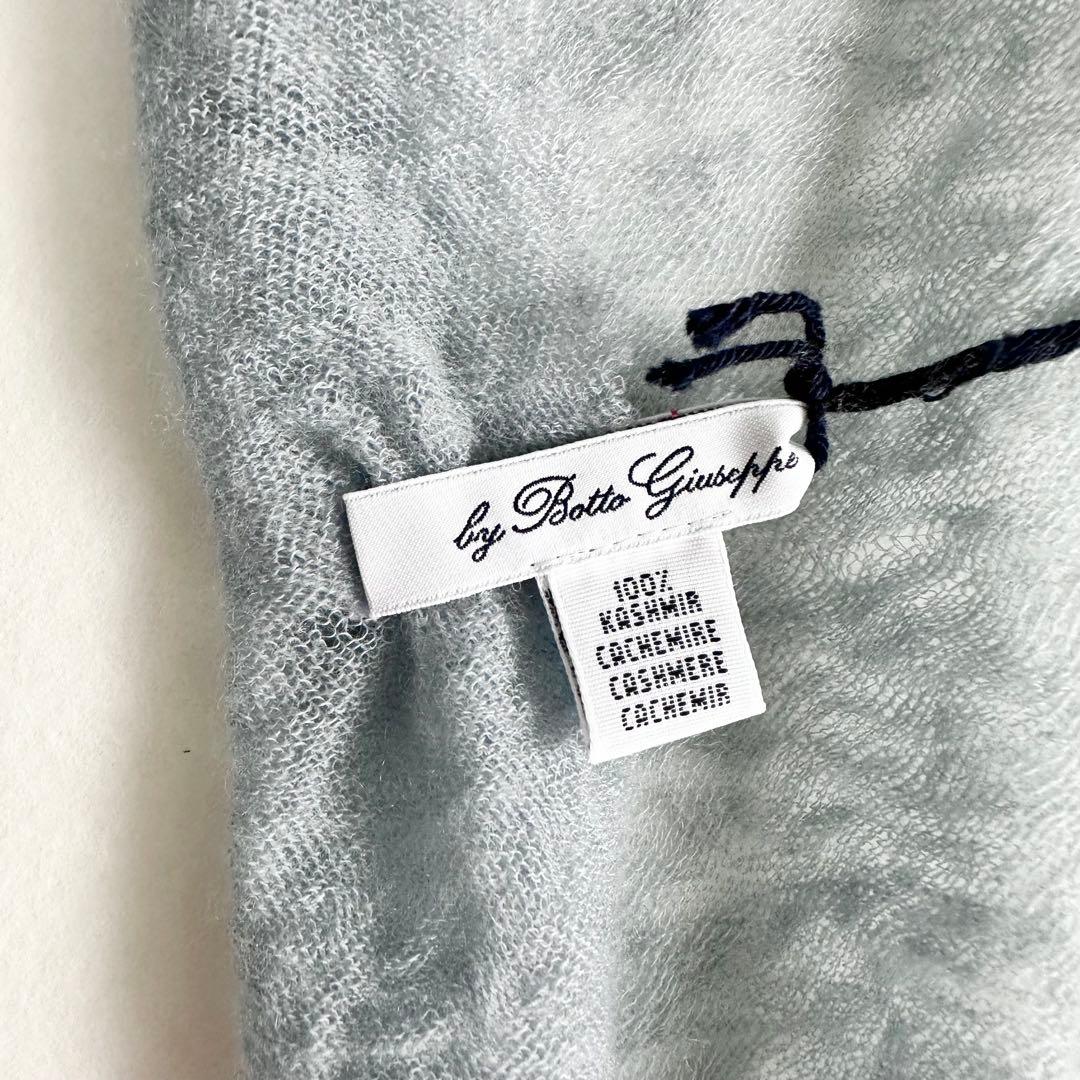 by Botto Giuseppe
100%
KASHMIR
CACHEMIRE
CASHMERE
CACHEMIR